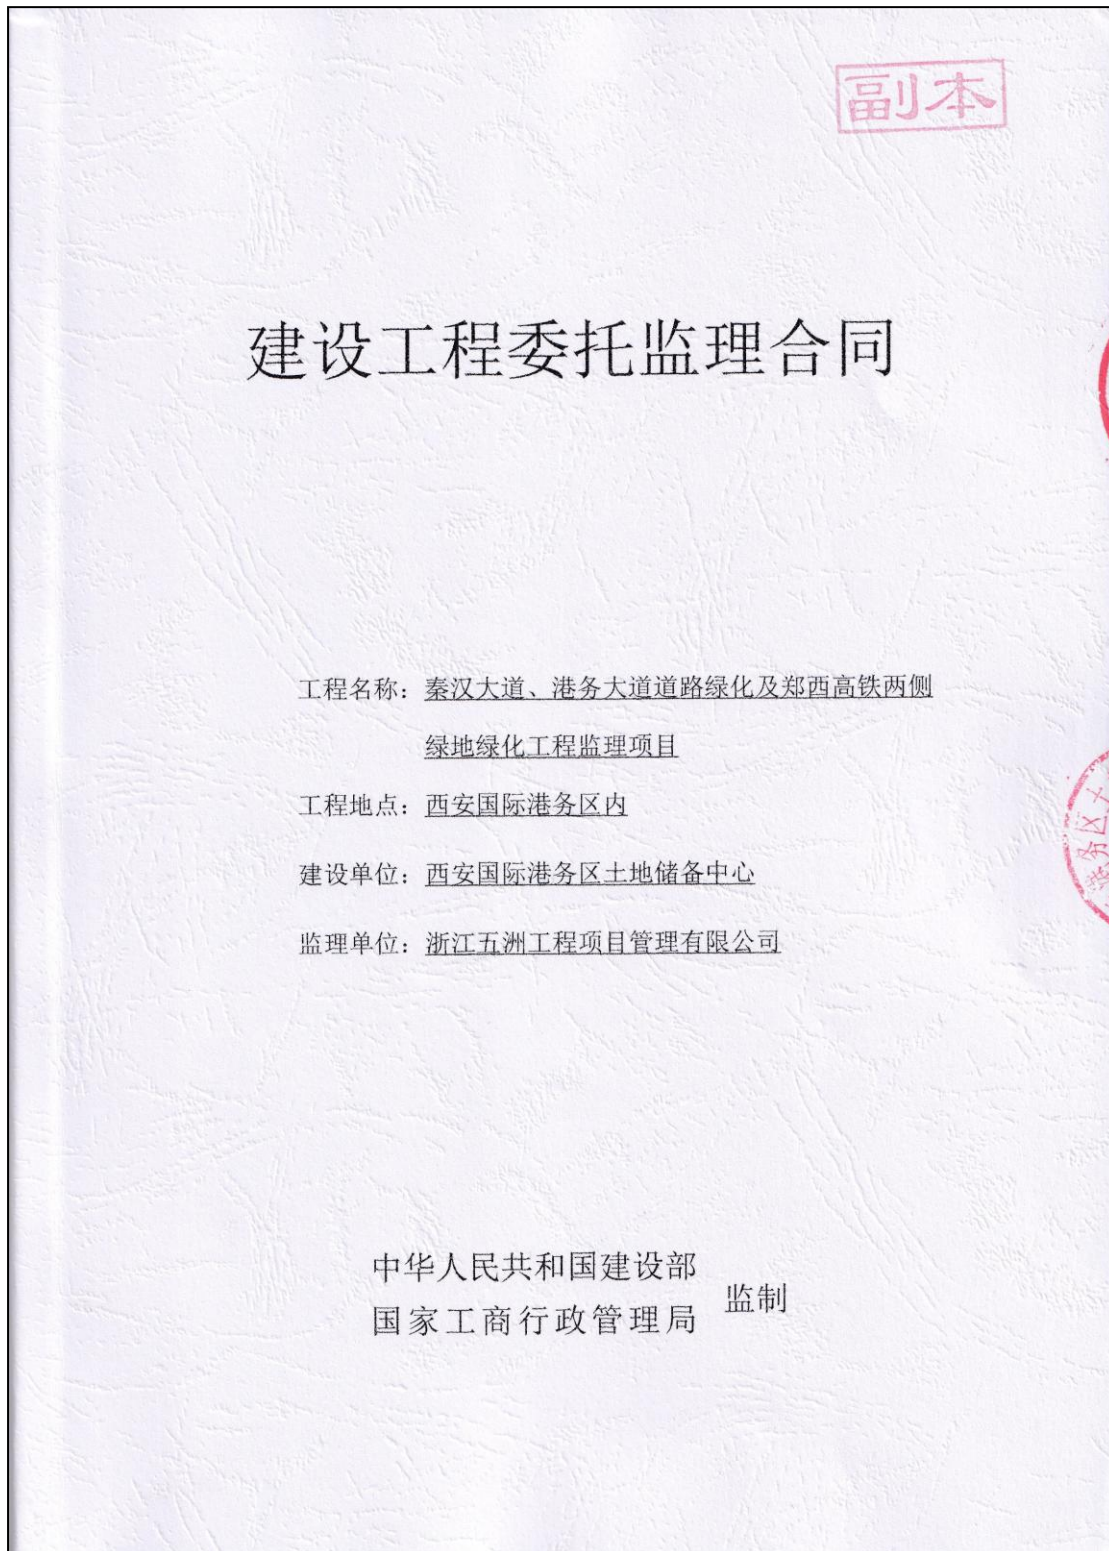 副本
建设工程委托监理合同
工程名称：秦汉大道、港务大道道路绿化及郑西高铁两侧
绿地绿化工程监理项目
工程地点：西安国际港务区内
建设单位：西安国际港务区土地储备中心
监理单位：浙江五洲工程项目管理有限公司
中华人民共和国建设部
国家工商行政管理局
监制
港务区土